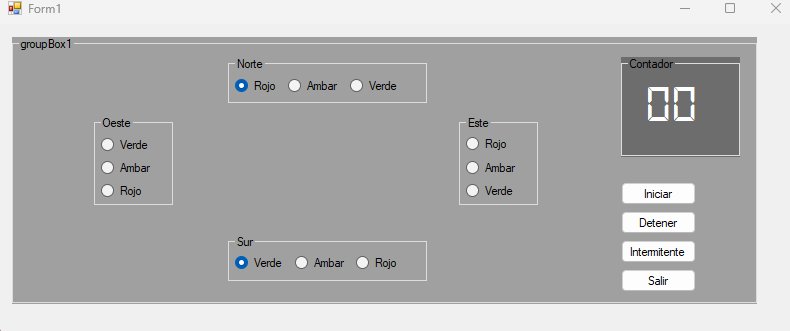 Form1
groupBox1
Norte
Rojo Ambar Verde
Contador
00
Oeste
Verde
Ambar
Rojo
Este
Rojo
Ambar
Verde
Iniciar
Detener
Intermitente
Salir
Sur
Verde Ambar Rojo